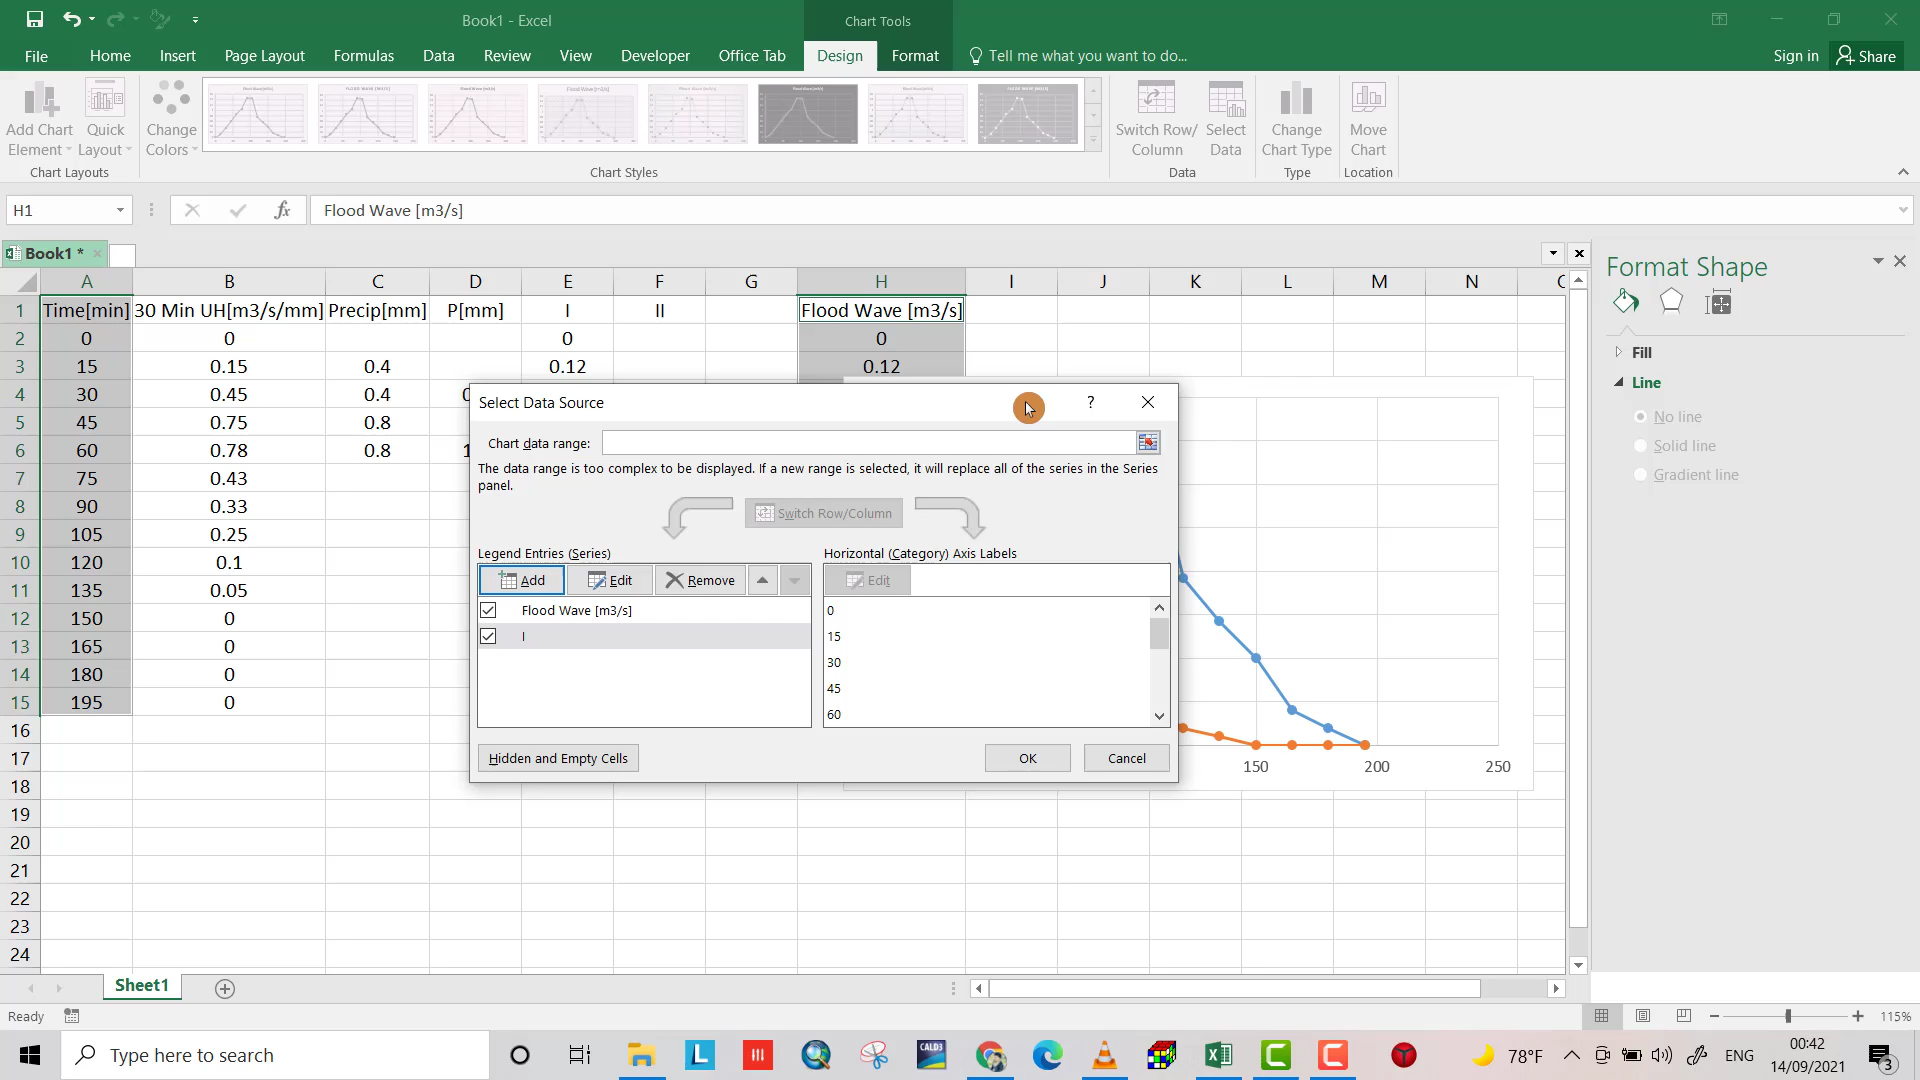 Book1 - Excel
Chart Tools
File
Home
Insert
Page Layout
Formulas
Data
Review
View
Developer
Office Tab
Design
Format
Tell me what you want to do...
Sign in
Share
Add Chart
Element
Quick
Layout
Change
Colors
Switch Row/
Column
Select
Data
Change
Chart Type
Move
Chart
Chart Layouts
Chart Styles
Data
Type
Location
H1
fx
Flood Wave [m3/s]
Book1 *
A B C D E F G H I J K L M N
1 Time[min] 30 Min UH[m3/s/mm] Precip[mm] P[mm] I II Flood Wave [m3/s]
2 0 0 0 0
3 15 0.15 0.4 0.12 0.12
4 30 0.45 0.4
5 45 0.75 0.8
6 60 0.78 0.8
7 75 0.43
8 90 0.33
9 105 0.25
10 120 0.1
11 135 0.05
12 150 0
13 165 0
14 180 0
15 195 0
16
17
18
19
20
21
22
23
24
Select Data Source
?
Chart data range:
The data range is too complex to be displayed. If a new range is selected, it will replace all of the series in the Series
panel.
Switch Row/Column
Legend Entries (Series)
Add
Edit
Remove
Flood Wave [m3/s]
I
Horizontal (Category) Axis Labels
Edit
0
15
30
45
60
Hidden and Empty Cells
OK
Cancel
150 200 250
Format Shape
Fill
Line
No line
Solid line
Gradient line
Sheet1
Ready
115%
Type here to search
L
CALD3
78°F
ENG
00:42
14/09/2021
3